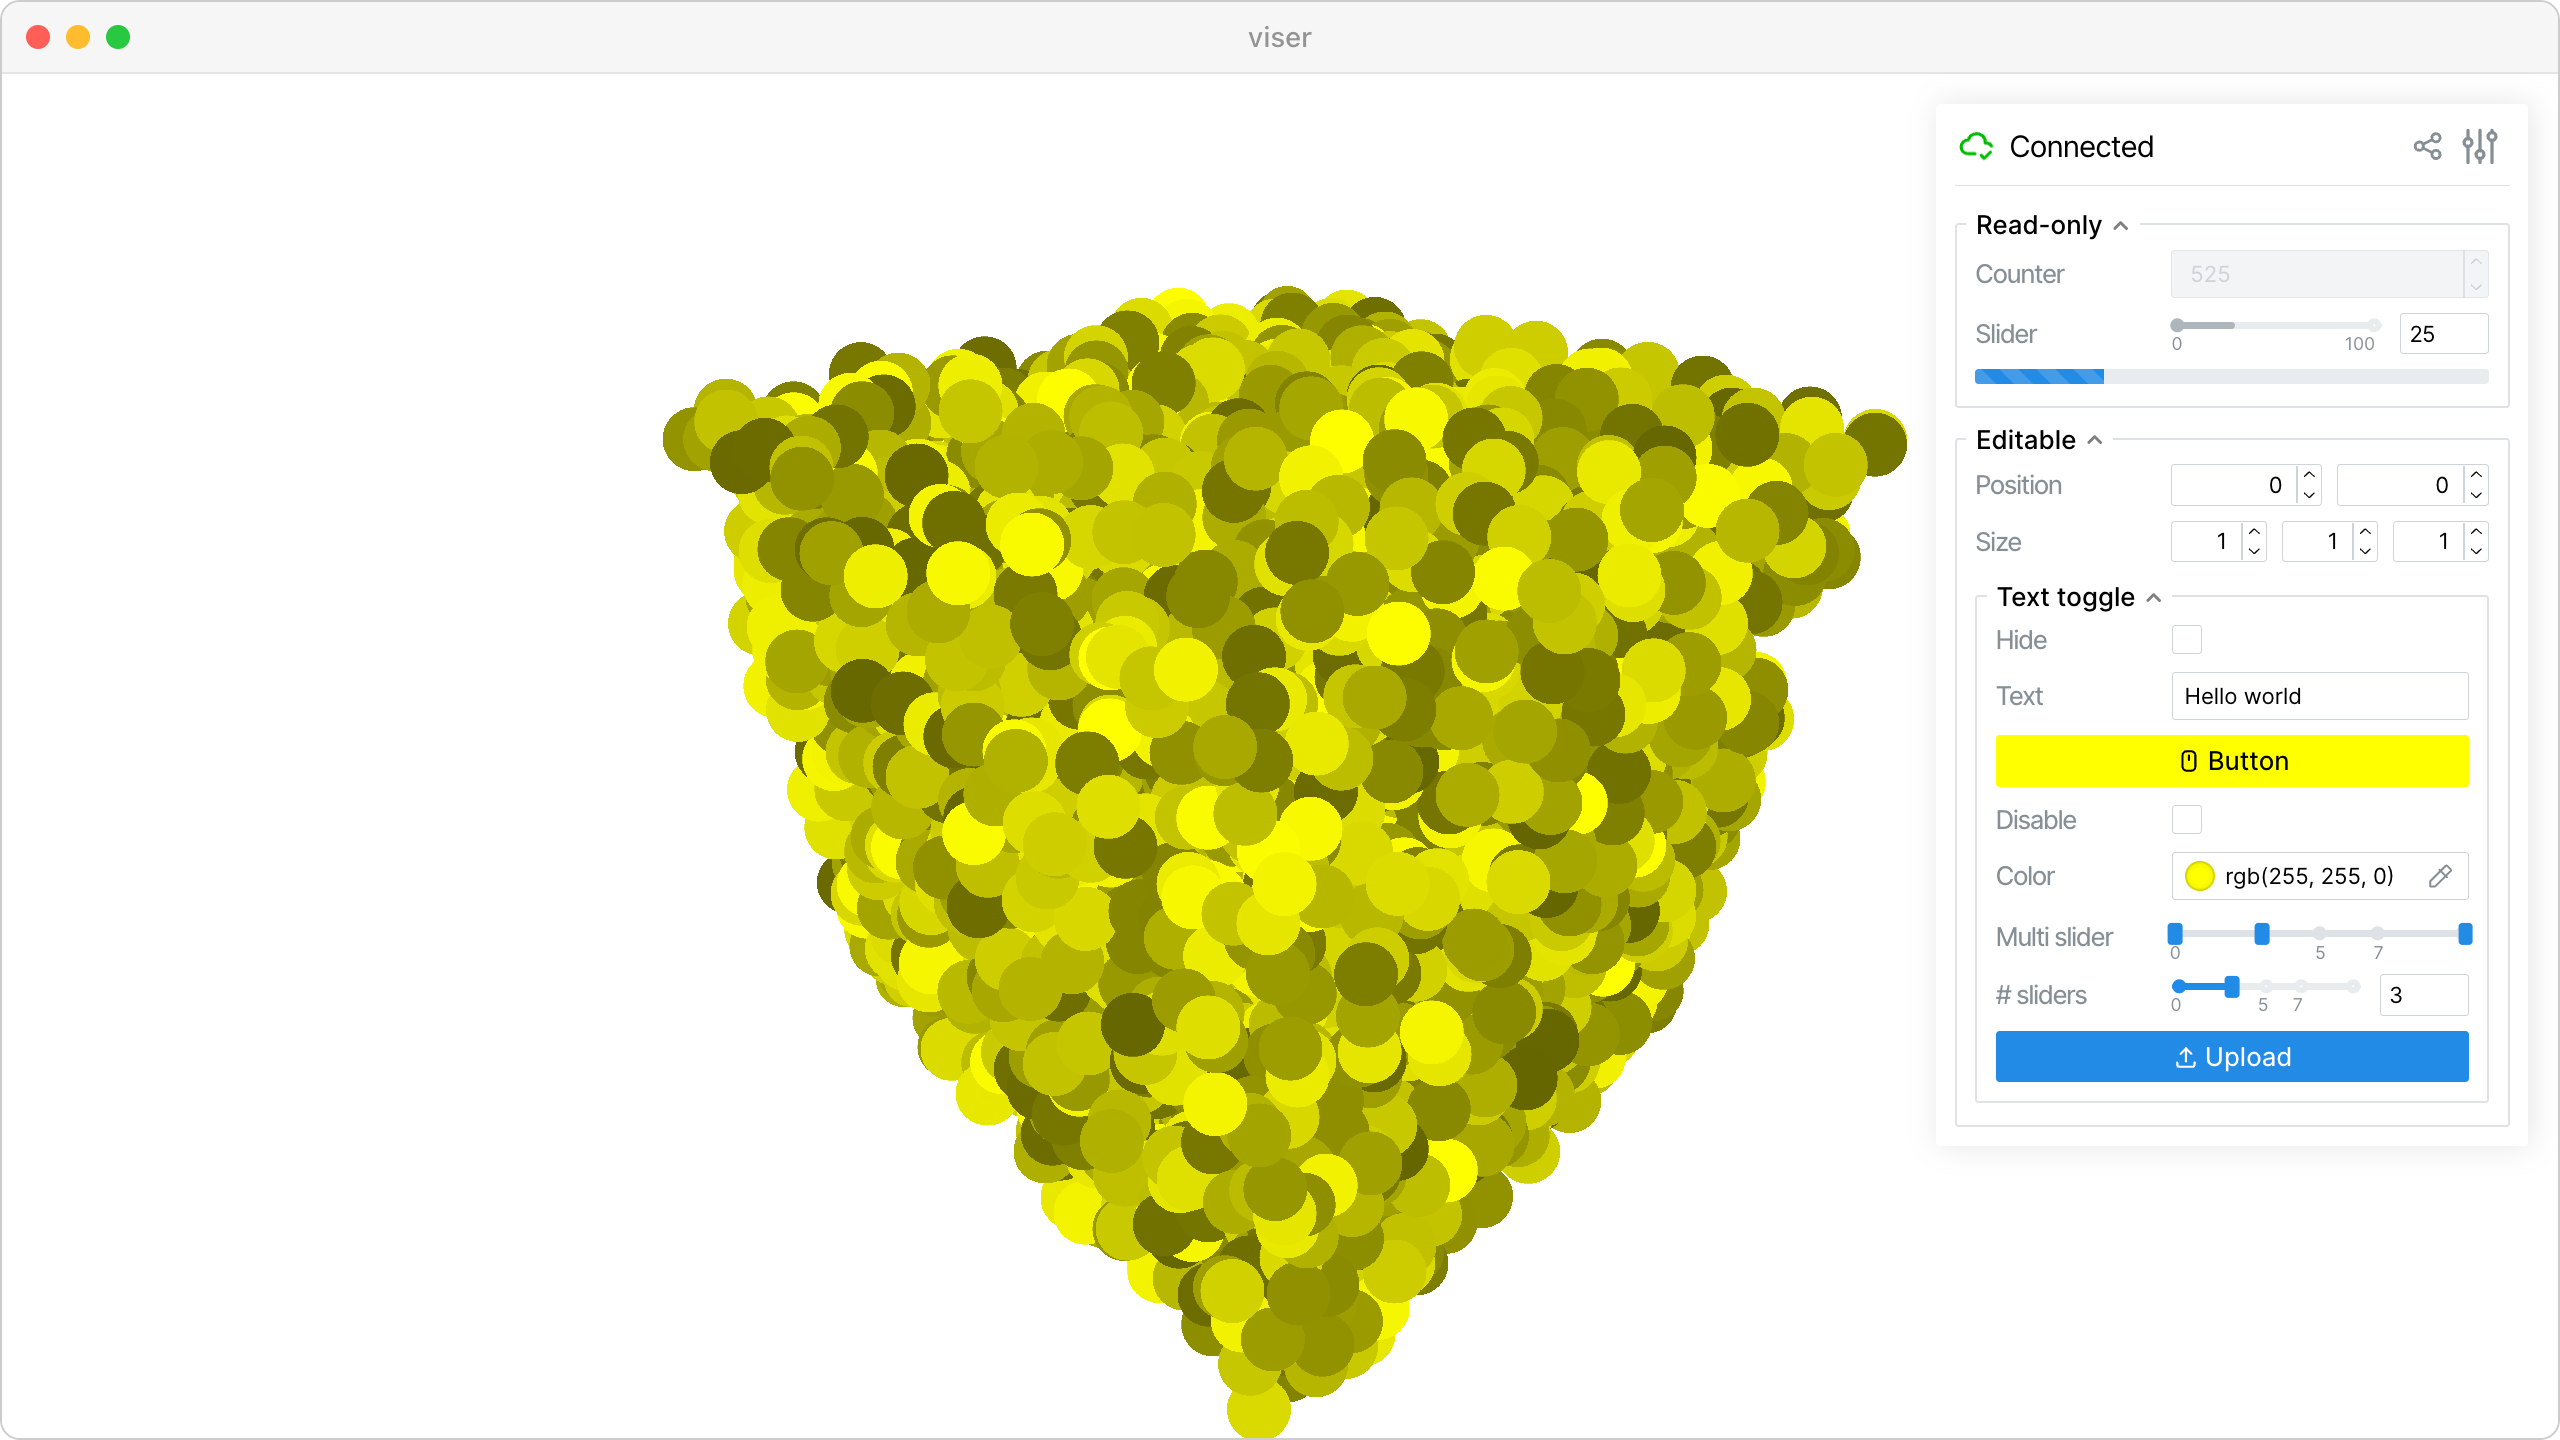 viser
Connected
Read-only
Counter 525
Slider 0 100 25
Editable
Position 0 0
Size 1 1 1
Text toggle
Hide
Text Hello world
Button
Disable
Color rgb(255, 255, 0)
Multi slider 0 5 7
# sliders 0 5 7 3
Upload